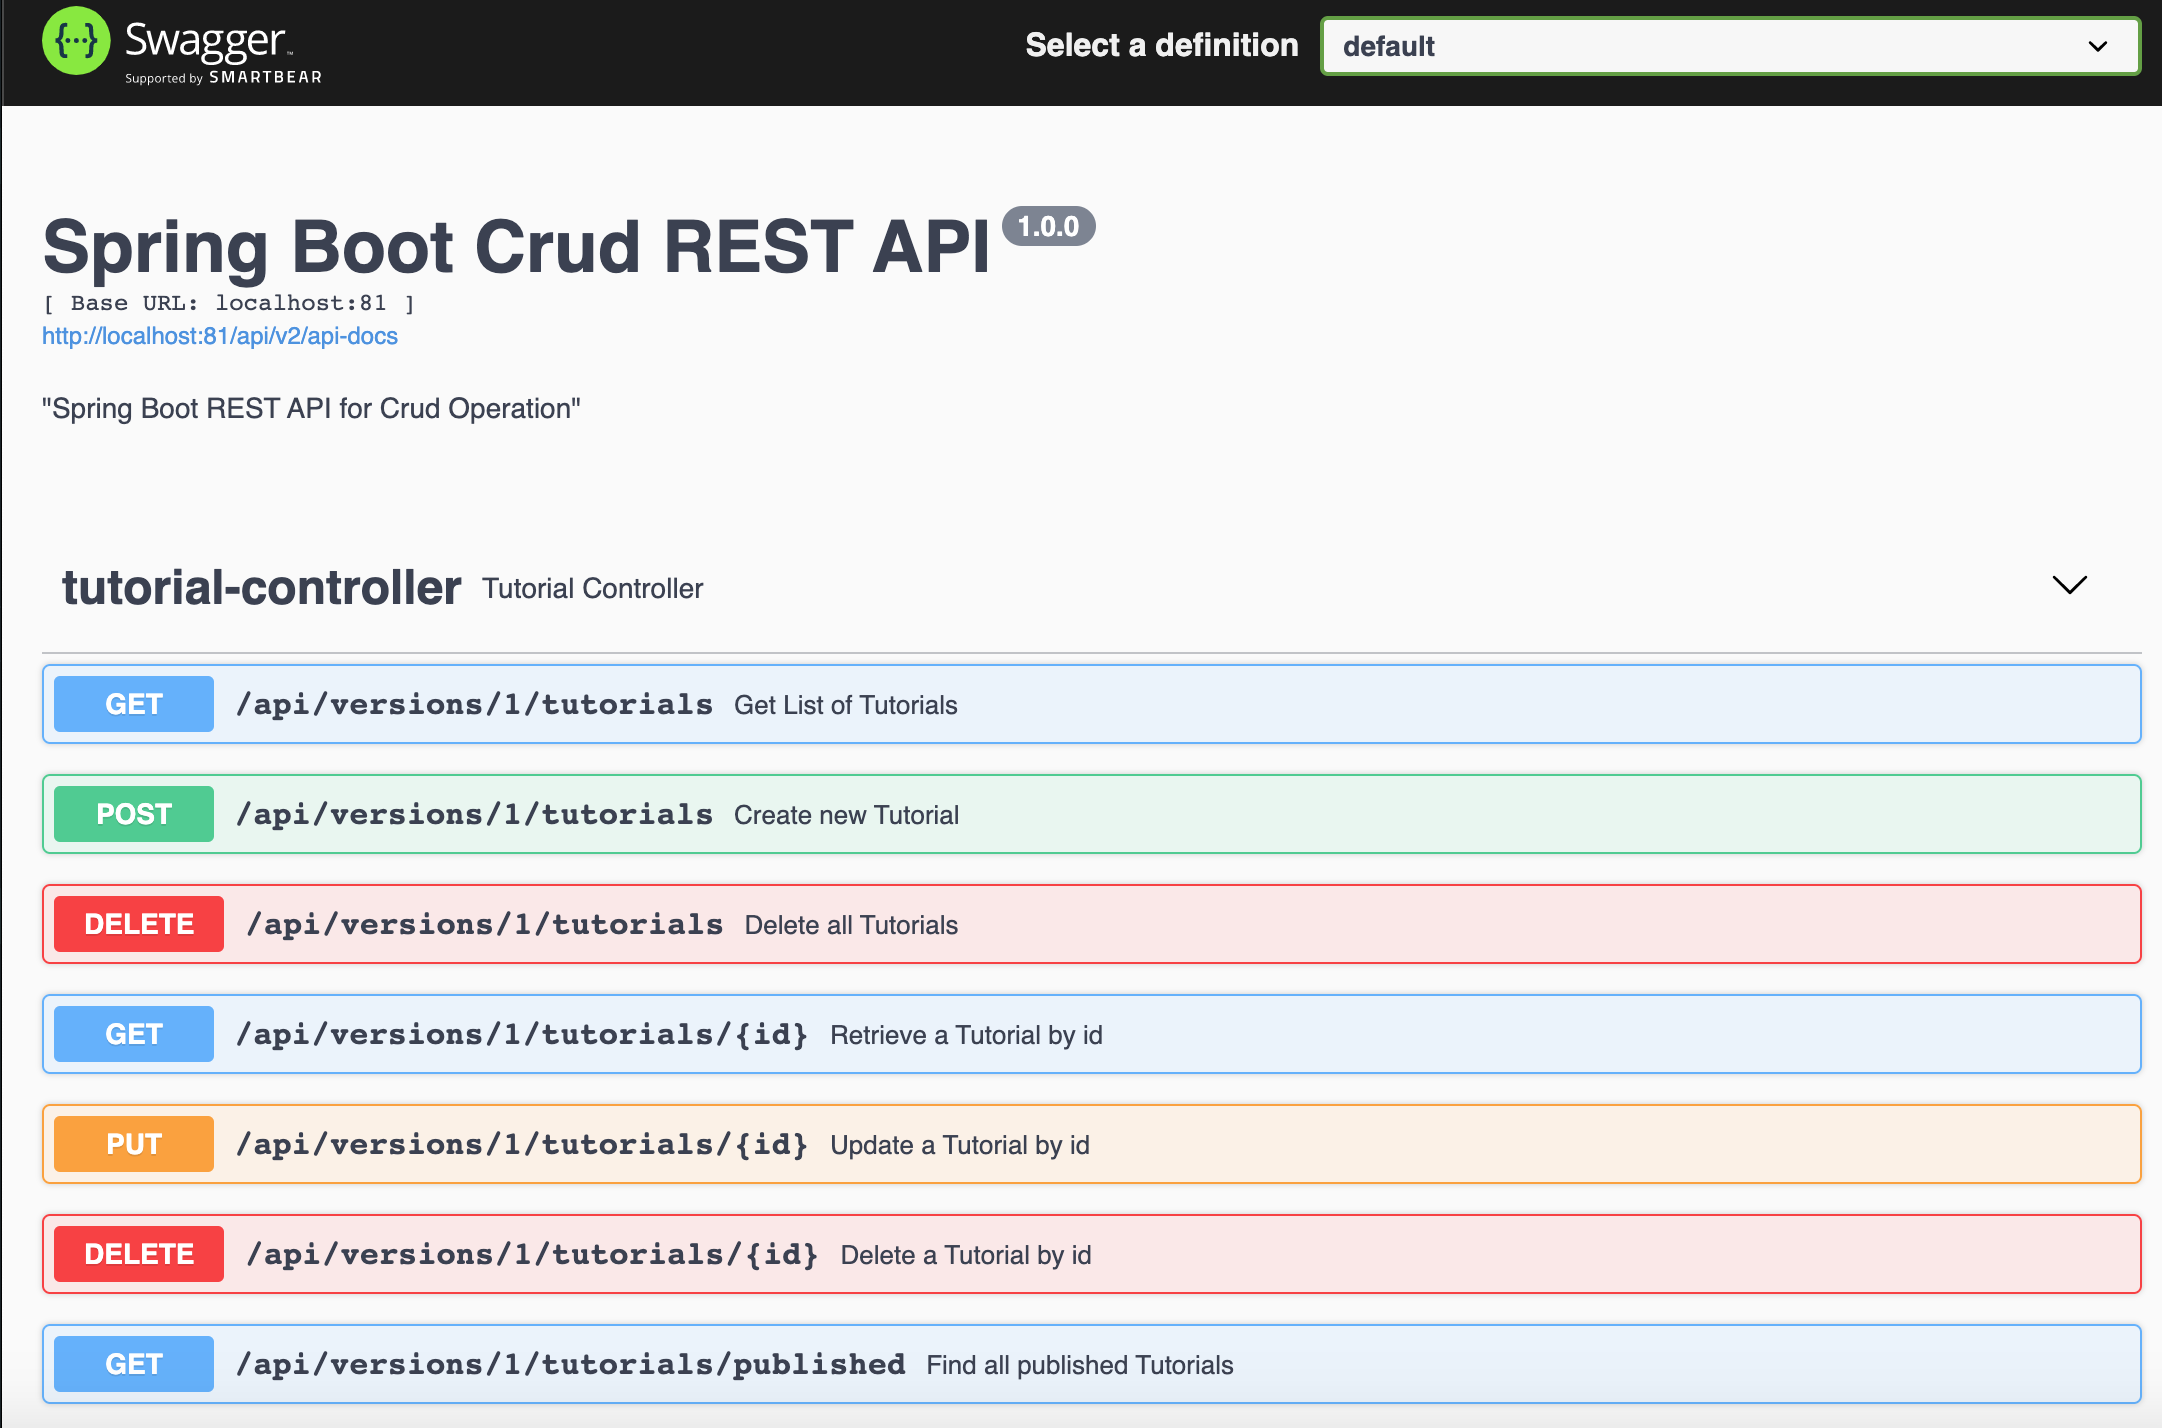 {···} Swagger™
Supported by SMARTBEAR
Select a definition
default
Spring Boot Crud REST API 1.0.0
[ Base URL: localhost:81 ]
http://localhost:81/api/v2/api-docs
"Spring Boot REST API for Crud Operation"
tutorial-controller Tutorial Controller
GET /api/versions/1/tutorials Get List of Tutorials
POST /api/versions/1/tutorials Create new Tutorial
DELETE /api/versions/1/tutorials Delete all Tutorials
GET /api/versions/1/tutorials/{id} Retrieve a Tutorial by id
PUT /api/versions/1/tutorials/{id} Update a Tutorial by id
DELETE /api/versions/1/tutorials/{id} Delete a Tutorial by id
GET /api/versions/1/tutorials/published Find all published Tutorials